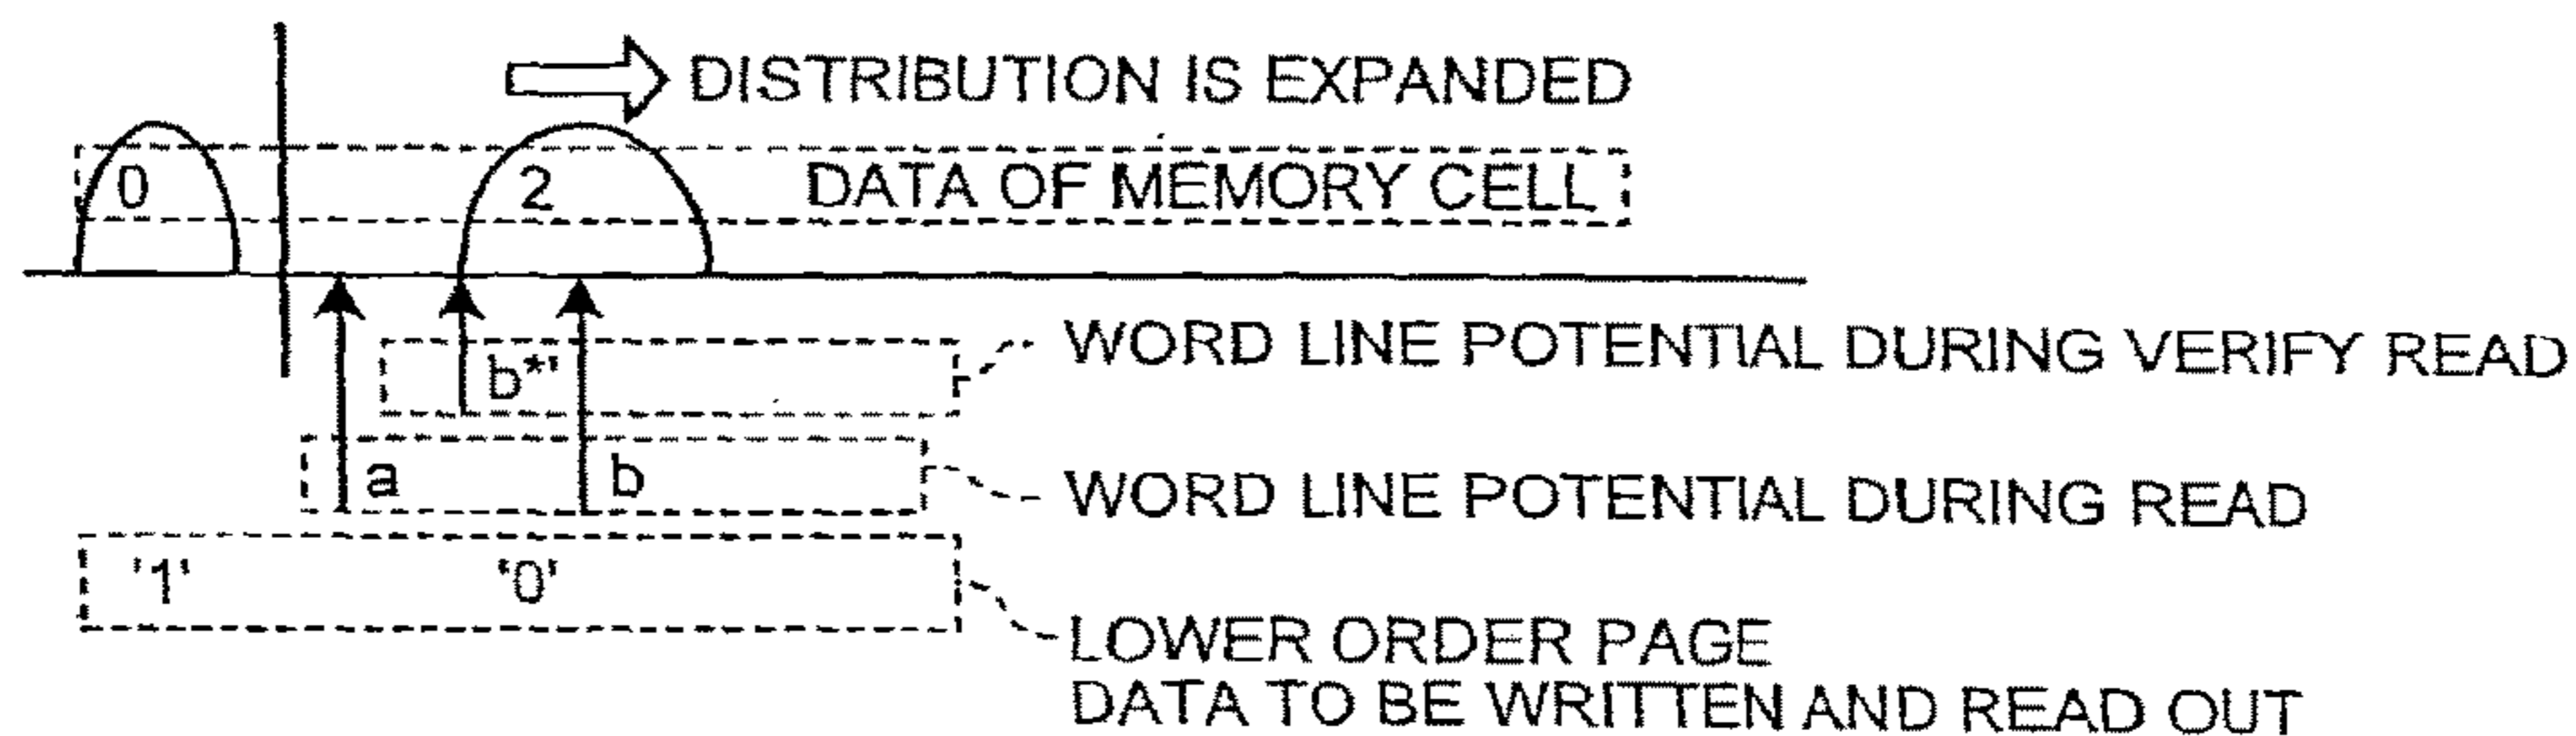 DISTRIBUTION IS EXPANDED
0 2 DATA OF MEMORY CELL
b*' WORD LINE POTENTIAL DURING VERIFY READ
a b WORD LINE POTENTIAL DURING READ
'1' '0' LOWER ORDER PAGE
DATA TO BE WRITTEN AND READ OUT